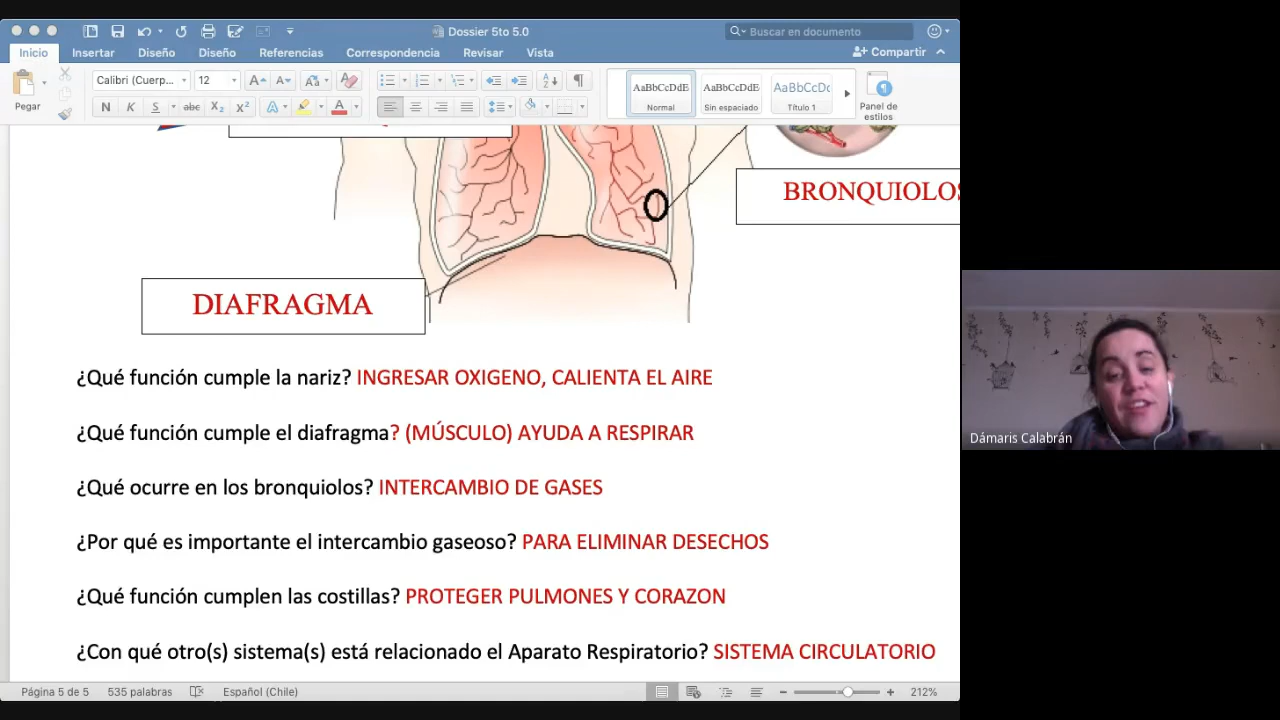 Dossier 5to 5.0
Buscar en documento
Inicio Insertar Diseño Diseño Referencias Correspondencia Revisar Vista
Compartir
Pegar
Calibri (Cuerp... 12
N K S abc X₂ X² A A
AaBbCcDdE AaBbCcDdE AaBbCcDc
Normal Sin espaciado Título 1
Panel de estilos
BRONQUIOLOS
DIAFRAGMA
¿Qué función cumple la nariz? INGRESAR OXIGENO, CALIENTA EL AIRE
¿Qué función cumple el diafragma? (MÚSCULO) AYUDA A RESPIRAR
¿Qué ocurre en los bronquiolos? INTERCAMBIO DE GASES
¿Por qué es importante el intercambio gaseoso? PARA ELIMINAR DESECHOS
¿Qué función cumplen las costillas? PROTEGER PULMONES Y CORAZON
¿Con qué otro(s) sistema(s) está relacionado el Aparato Respiratorio? SISTEMA CIRCULATORIO
Dámaris Calabrán
Página 5 de 5 535 palabras Español (Chile) 212%